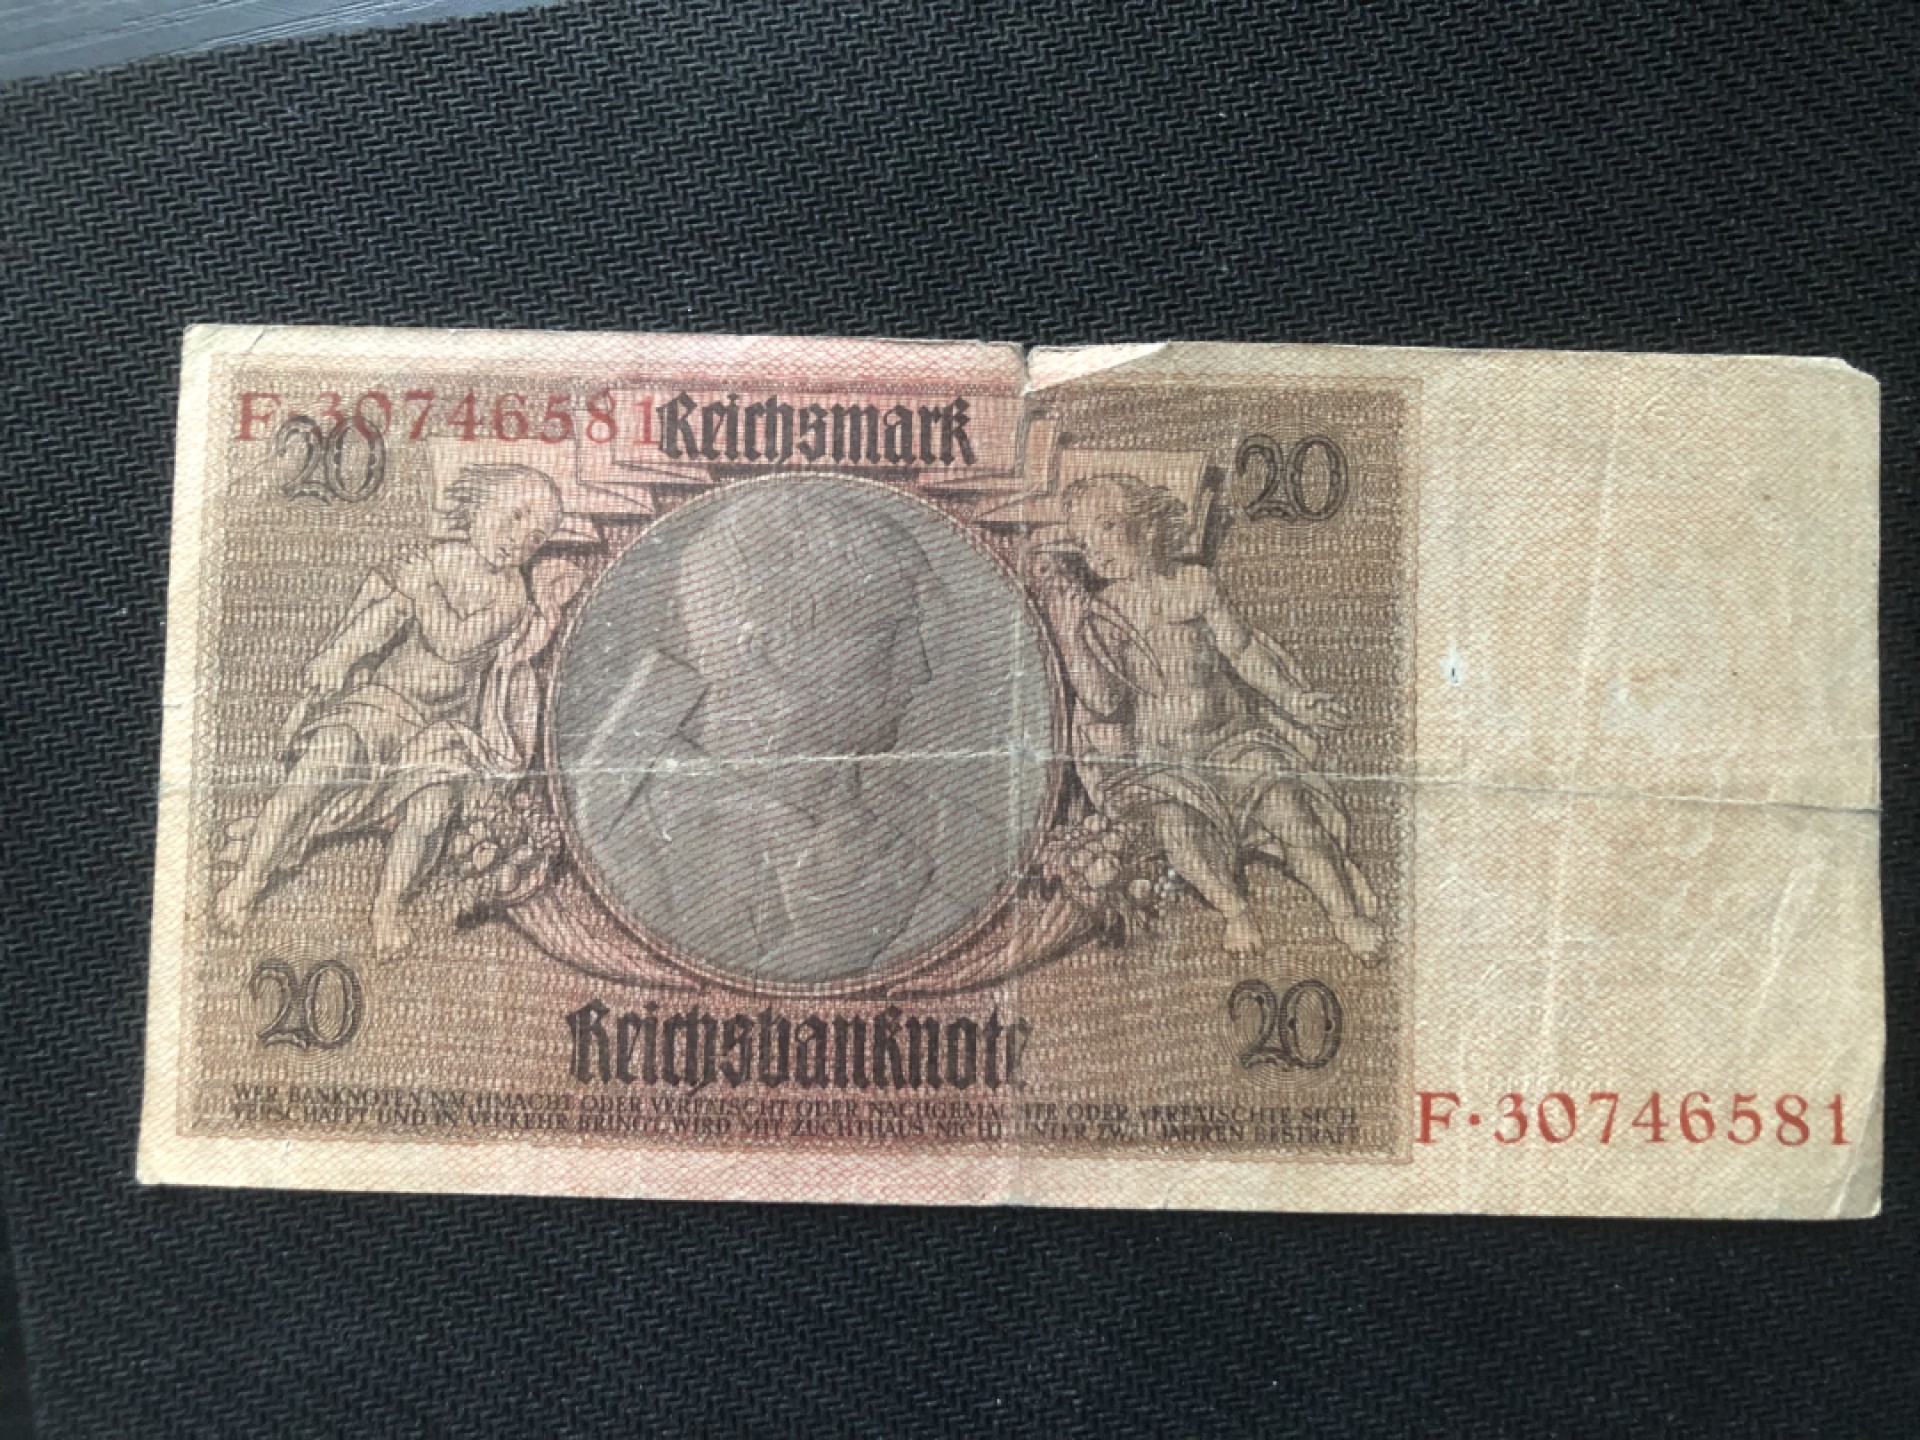 F·30746581
Reichsmark
20
20
20
20
Reichsbanknote
WER BANKNOTEN NACHMACHT ODER VERFÄLSCHT ODER NACHGEMACHTE ODER VERFÄLSCHTE SICH
VERSCHAFFT UND IN VERKEHR BRINGT, WIRD MIT ZUCHTHAUS NICHT UNTER ZWEI JAHREN BESTRAFT
F·30746581